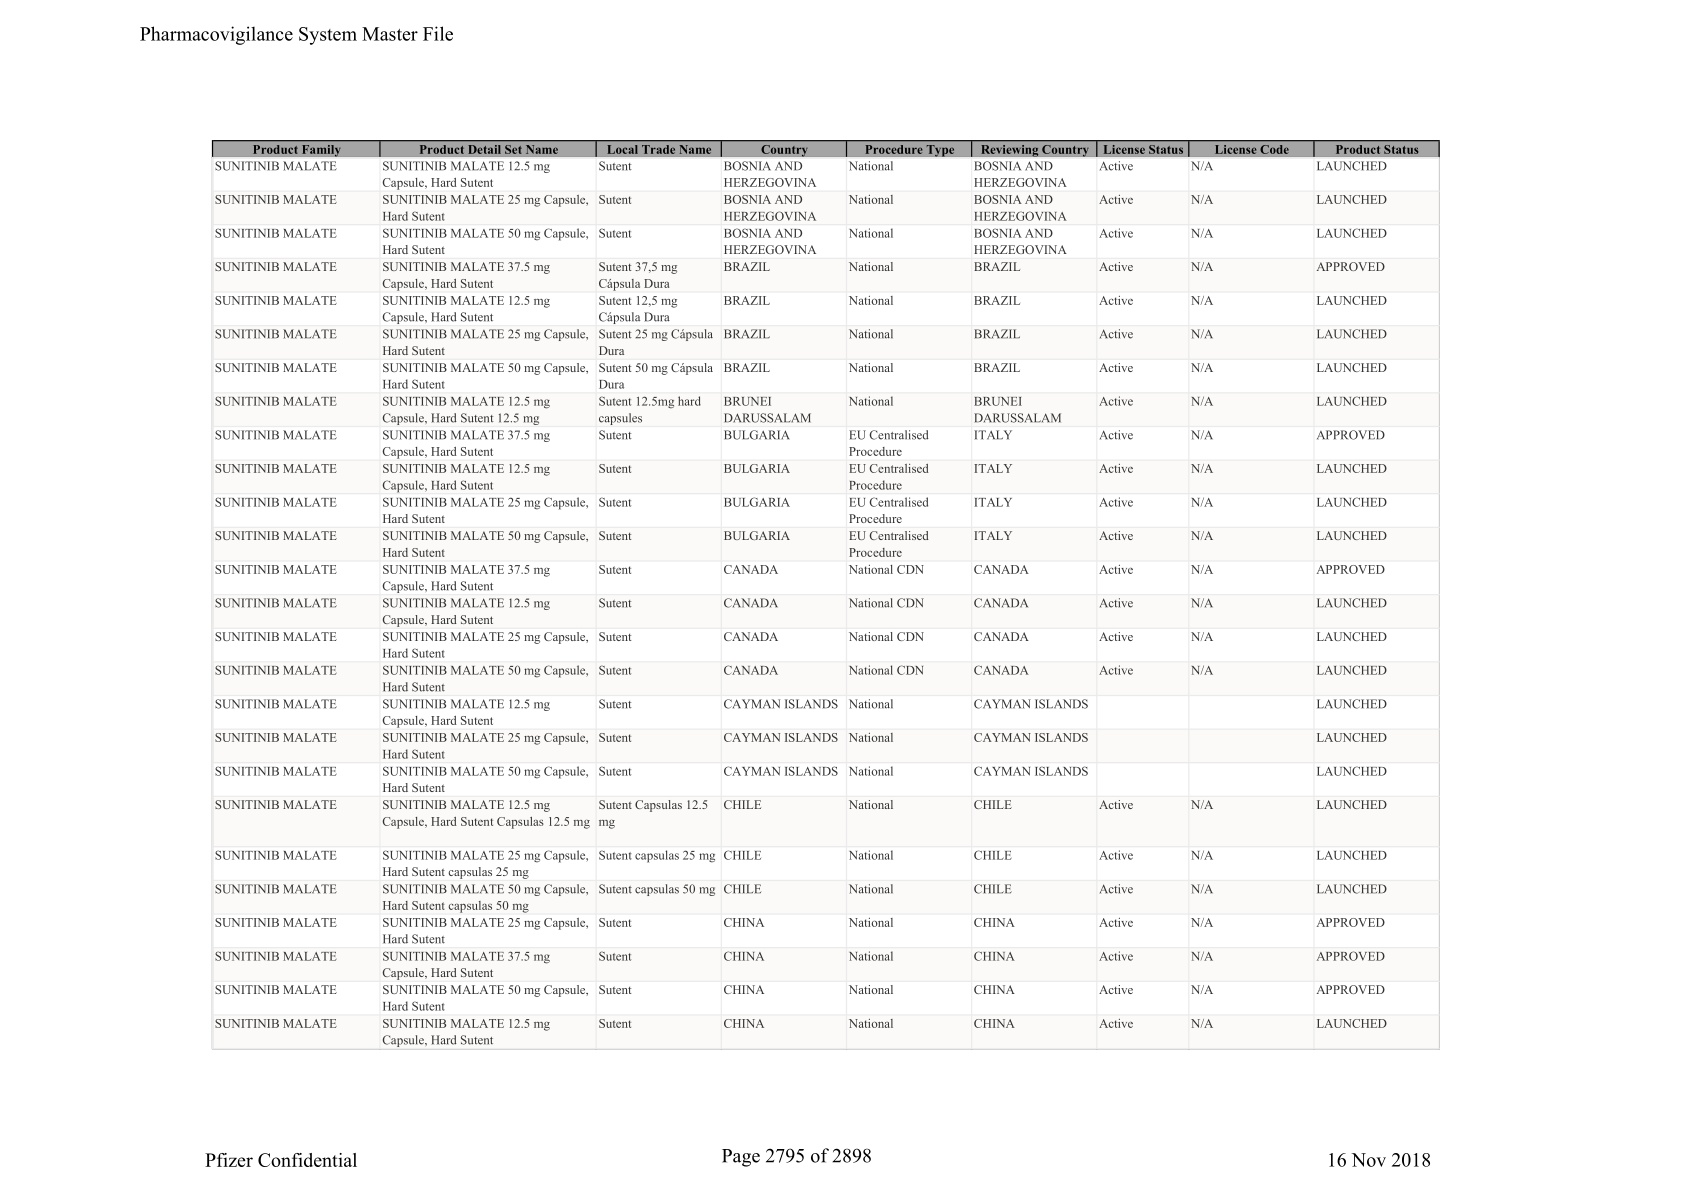 Pharmacovigilance System Master File
Product Family Product Detail Set Name Local Trade Name Country Procedure Type Reviewing Country License Status License Code Product Status
SUNITINIB MALATE SUNITINIB MALATE 12.5 mg Sutent BOSNIA AND National BOSNIA AND Active N/A LAUNCHED
Capsule, Hard Sutent HERZEGOVINA HERZEGOVINA
SUNITINIB MALATE SUNITINIB MALATE 25 mg Capsule, Sutent BOSNIA AND National BOSNIA AND Active N/A LAUNCHED
Hard Sutent HERZEGOVINA HERZEGOVINA
SUNITINIB MALATE SUNITINIB MALATE 50 mg Capsule, Sutent BOSNIA AND National BOSNIA AND Active N/A LAUNCHED
Hard Sutent HERZEGOVINA HERZEGOVINA
SUNITINIB MALATE SUNITINIB MALATE 37.5 mg Sutent 37,5 mg BRAZIL National BRAZIL Active N/A APPROVED
Capsule, Hard Sutent Cápsula Dura
SUNITINIB MALATE SUNITINIB MALATE 12.5 mg Sutent 12,5 mg BRAZIL National BRAZIL Active N/A LAUNCHED
Capsule, Hard Sutent Cápsula Dura
SUNITINIB MALATE SUNITINIB MALATE 25 mg Capsule, Sutent 25 mg Cápsula BRAZIL National BRAZIL Active N/A LAUNCHED
Hard Sutent Dura
SUNITINIB MALATE SUNITINIB MALATE 50 mg Capsule, Sutent 50 mg Cápsula BRAZIL National BRAZIL Active N/A LAUNCHED
Hard Sutent Dura
SUNITINIB MALATE SUNITINIB MALATE 12.5 mg Sutent 12.5mg hard BRUNEI National BRUNEI Active N/A LAUNCHED
Capsule, Hard Sutent 12.5 mg capsules DARUSSALAM DARUSSALAM
SUNITINIB MALATE SUNITINIB MALATE 37.5 mg Sutent BULGARIA EU Centralised ITALY Active N/A APPROVED
Capsule, Hard Sutent Procedure
SUNITINIB MALATE SUNITINIB MALATE 12.5 mg Sutent BULGARIA EU Centralised ITALY Active N/A LAUNCHED
Capsule, Hard Sutent Procedure
SUNITINIB MALATE SUNITINIB MALATE 25 mg Capsule, Sutent BULGARIA EU Centralised ITALY Active N/A LAUNCHED
Hard Sutent Procedure
SUNITINIB MALATE SUNITINIB MALATE 50 mg Capsule, Sutent BULGARIA EU Centralised ITALY Active N/A LAUNCHED
Hard Sutent Procedure
SUNITINIB MALATE SUNITINIB MALATE 37.5 mg Sutent CANADA National CDN CANADA Active N/A APPROVED
Capsule, Hard Sutent
SUNITINIB MALATE SUNITINIB MALATE 12.5 mg Sutent CANADA National CDN CANADA Active N/A LAUNCHED
Capsule, Hard Sutent
SUNITINIB MALATE SUNITINIB MALATE 25 mg Capsule, Sutent CANADA National CDN CANADA Active N/A LAUNCHED
Hard Sutent
SUNITINIB MALATE SUNITINIB MALATE 50 mg Capsule, Sutent CANADA National CDN CANADA Active N/A LAUNCHED
Hard Sutent
SUNITINIB MALATE SUNITINIB MALATE 12.5 mg Sutent CAYMAN ISLANDS National CAYMAN ISLANDS LAUNCHED
Capsule, Hard Sutent
SUNITINIB MALATE SUNITINIB MALATE 25 mg Capsule, Sutent CAYMAN ISLANDS National CAYMAN ISLANDS LAUNCHED
Hard Sutent
SUNITINIB MALATE SUNITINIB MALATE 50 mg Capsule, Sutent CAYMAN ISLANDS National CAYMAN ISLANDS LAUNCHED
Hard Sutent
SUNITINIB MALATE SUNITINIB MALATE 12.5 mg Sutent Capsulas 12.5 CHILE National CHILE Active N/A LAUNCHED
Capsule, Hard Sutent Capsulas 12.5 mg mg
SUNITINIB MALATE SUNITINIB MALATE 25 mg Capsule, Sutent capsulas 25 mg CHILE National CHILE Active N/A LAUNCHED
Hard Sutent capsulas 25 mg
SUNITINIB MALATE SUNITINIB MALATE 50 mg Capsule, Sutent capsulas 50 mg CHILE National CHILE Active N/A LAUNCHED
Hard Sutent capsulas 50 mg
SUNITINIB MALATE SUNITINIB MALATE 25 mg Capsule, Sutent CHINA National CHINA Active N/A APPROVED
Hard Sutent
SUNITINIB MALATE SUNITINIB MALATE 37.5 mg Sutent CHINA National CHINA Active N/A APPROVED
Capsule, Hard Sutent
SUNITINIB MALATE SUNITINIB MALATE 50 mg Capsule, Sutent CHINA National CHINA Active N/A APPROVED
Hard Sutent
SUNITINIB MALATE SUNITINIB MALATE 12.5 mg Sutent CHINA National CHINA Active N/A LAUNCHED
Capsule, Hard Sutent
Pfizer Confidential Page 2795 of 2898 16 Nov 2018